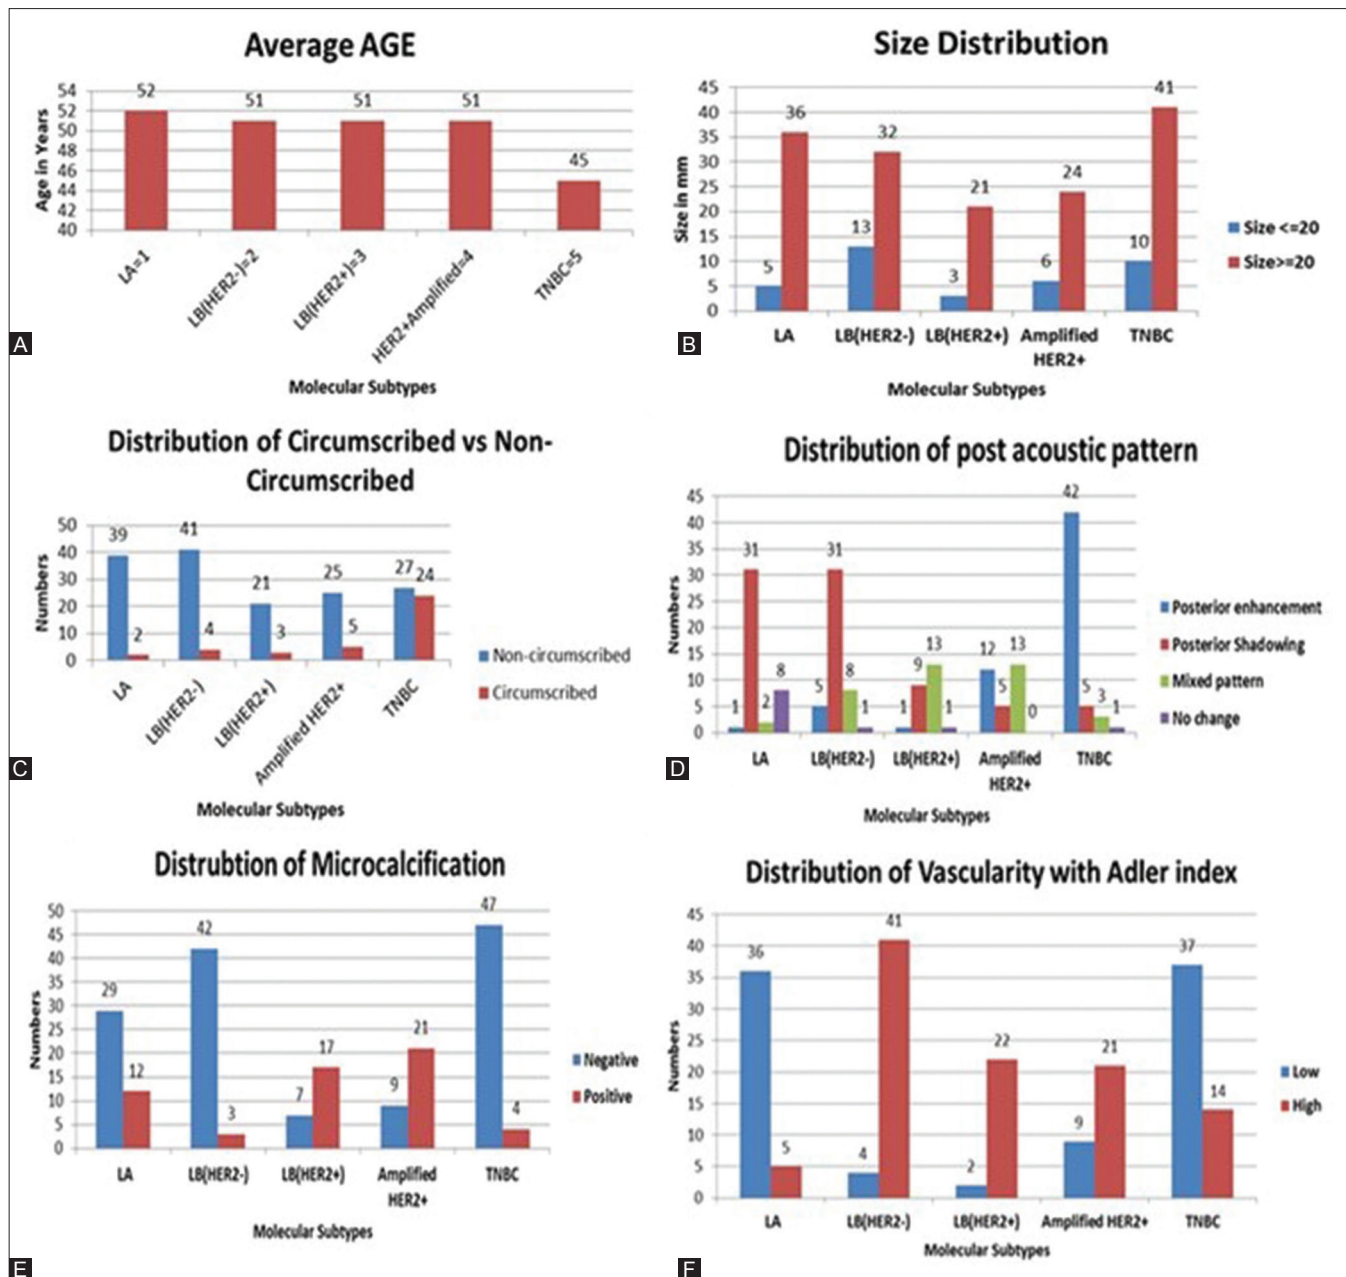 Average AGE
Age in Years
54
52
50
48
46
44
42
40
52
51
51
51
45
LA=1
LB(HER2-)=2
LB(HER2+)=3
HER2+Amplified=4
TNBC=5
Molecular Subtypes
A
Size Distribution
Size in mm
45
40
35
30
25
20
15
10
5
0
5
36
13
32
3
21
6
24
10
41
LA
LB(HER2-)
LB(HER2+)
Amplified
HER2+
TNBC
Molecular Subtypes
Size <=20
Size>=20
B
Distribution of Circumscribed vs Non-
Circumscribed
Numbers
50
40
30
20
10
0
39
2
41
4
21
3
25
5
27
24
LA
LB(HER2-)
LB(HER2+)
Amplified HER2+
TNBC
Molecular Subtypes
Non-circumscribed
Circumscribed
C
Distribution of post acoustic pattern
Numbers
45
40
35
30
25
20
15
10
5
0
1
31
2
8
5
31
8
1
1
9
13
1
12
5
13
0
42
5
3
1
LA
LB(HER2-)
LB(HER2+)
Amplified
HER2+
TNBC
Molecular Subtypes
Posterior enhancement
Posterior Shadowing
Mixed pattern
No change
D
Distrubtion of Microcalcification
Numbers
50
45
40
35
30
25
20
15
10
5
0
29
12
42
3
7
17
9
21
47
4
LA
LB(HER2-)
LB(HER2+)
Amplified
HER2+
TNBC
Molecular Subtypes
Negative
Positive
E
Distribution of Vascularity with Adler index
Numbers
45
40
35
30
25
20
15
10
5
0
36
5
4
41
2
22
9
21
37
14
LA
LB(HER2-)
LB(HER2+)
Amplified HER2+
TNBC
Molecular Subtypes
Low
High
F